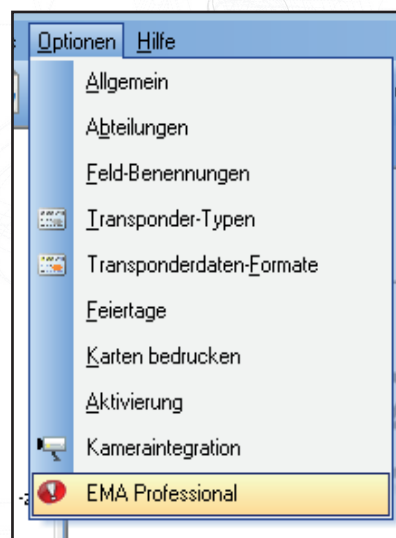 Optionen Hilfe
Allgemein
Abteilungen
Feld-Benennungen
Transponder-Typen
Transponderdaten-Formate
Feiertage
Karten bedrucken
Aktivierung
Kameraintegration
EMA Professional